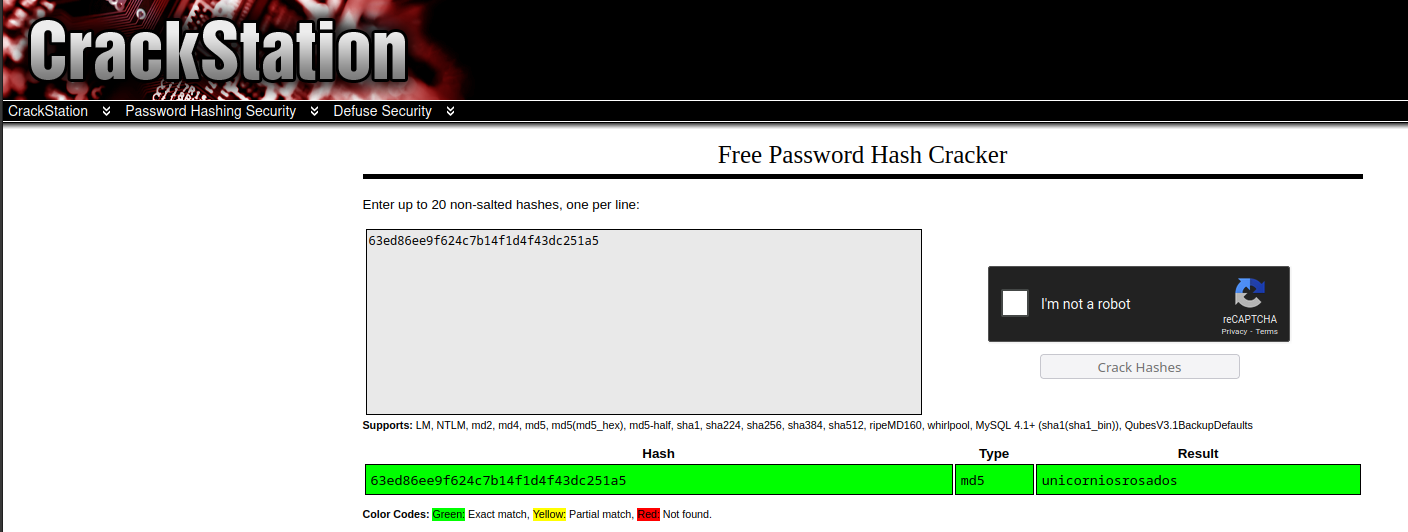 CrackStation
CrackStation Password Hashing Security Defuse Security
Free Password Hash Cracker
Enter up to 20 non-salted hashes, one per line:
63ed86ee9f624c7b14f1d4f43dc251a5
I'm not a robot
reCAPTCHA
Privacy - Terms
Crack Hashes
Supports: LM, NTLM, md2, md4, md5, md5(md5_hex), md5-half, sha1, sha224, sha256, sha384, sha512, ripeMD160, whirlpool, MySQL 4.1+ (sha1(sha1_bin)), QubesV3.1BackupDefaults
Hash Type Result
63ed86ee9f624c7b14f1d4f43dc251a5 md5 unicorniosrosados
Color Codes: Green: Exact match, Yellow: Partial match, Red: Not found.